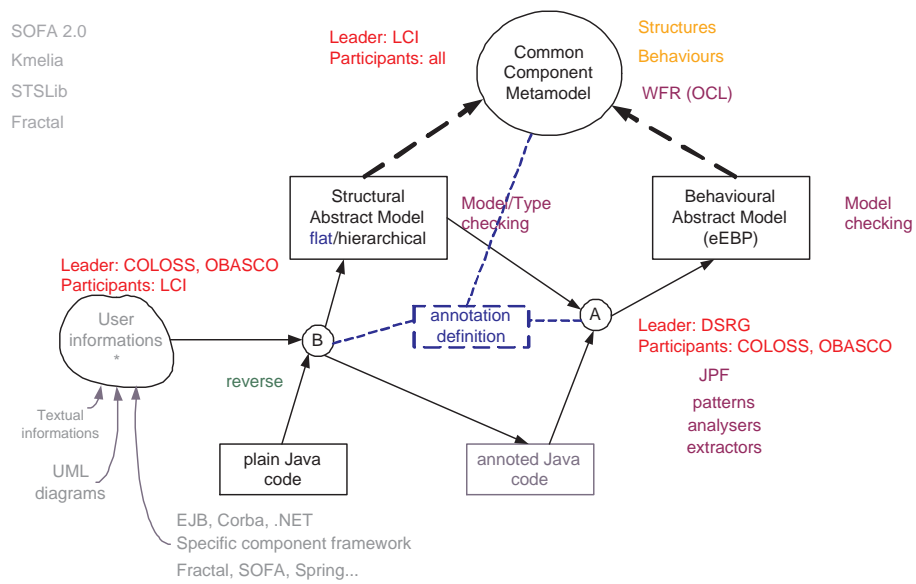 SOFA 2.0
Kmelia
STSLib
Fractal
Leader: LCI
Participants: all
Common
Component
Metamodel
Structures
Behaviours
WFR (OCL)
Structural
Abstract Model
flat/hierarchical
Model/Type
checking
Behavioural
Abstract Model
(eEBP)
Model
checking
Leader: COLOSS, OBASCO
Participants: LCI
User
informations
*
B
annotation
definition
A
Leader: DSRG
Participants: COLOSS, OBASCO
JPF
patterns
analysers
extractors
reverse
Textual
informations
UML
diagrams
plain Java
code
annoted Java
code
EJB, Corba, .NET
Specific component framework
Fractal, SOFA, Spring...